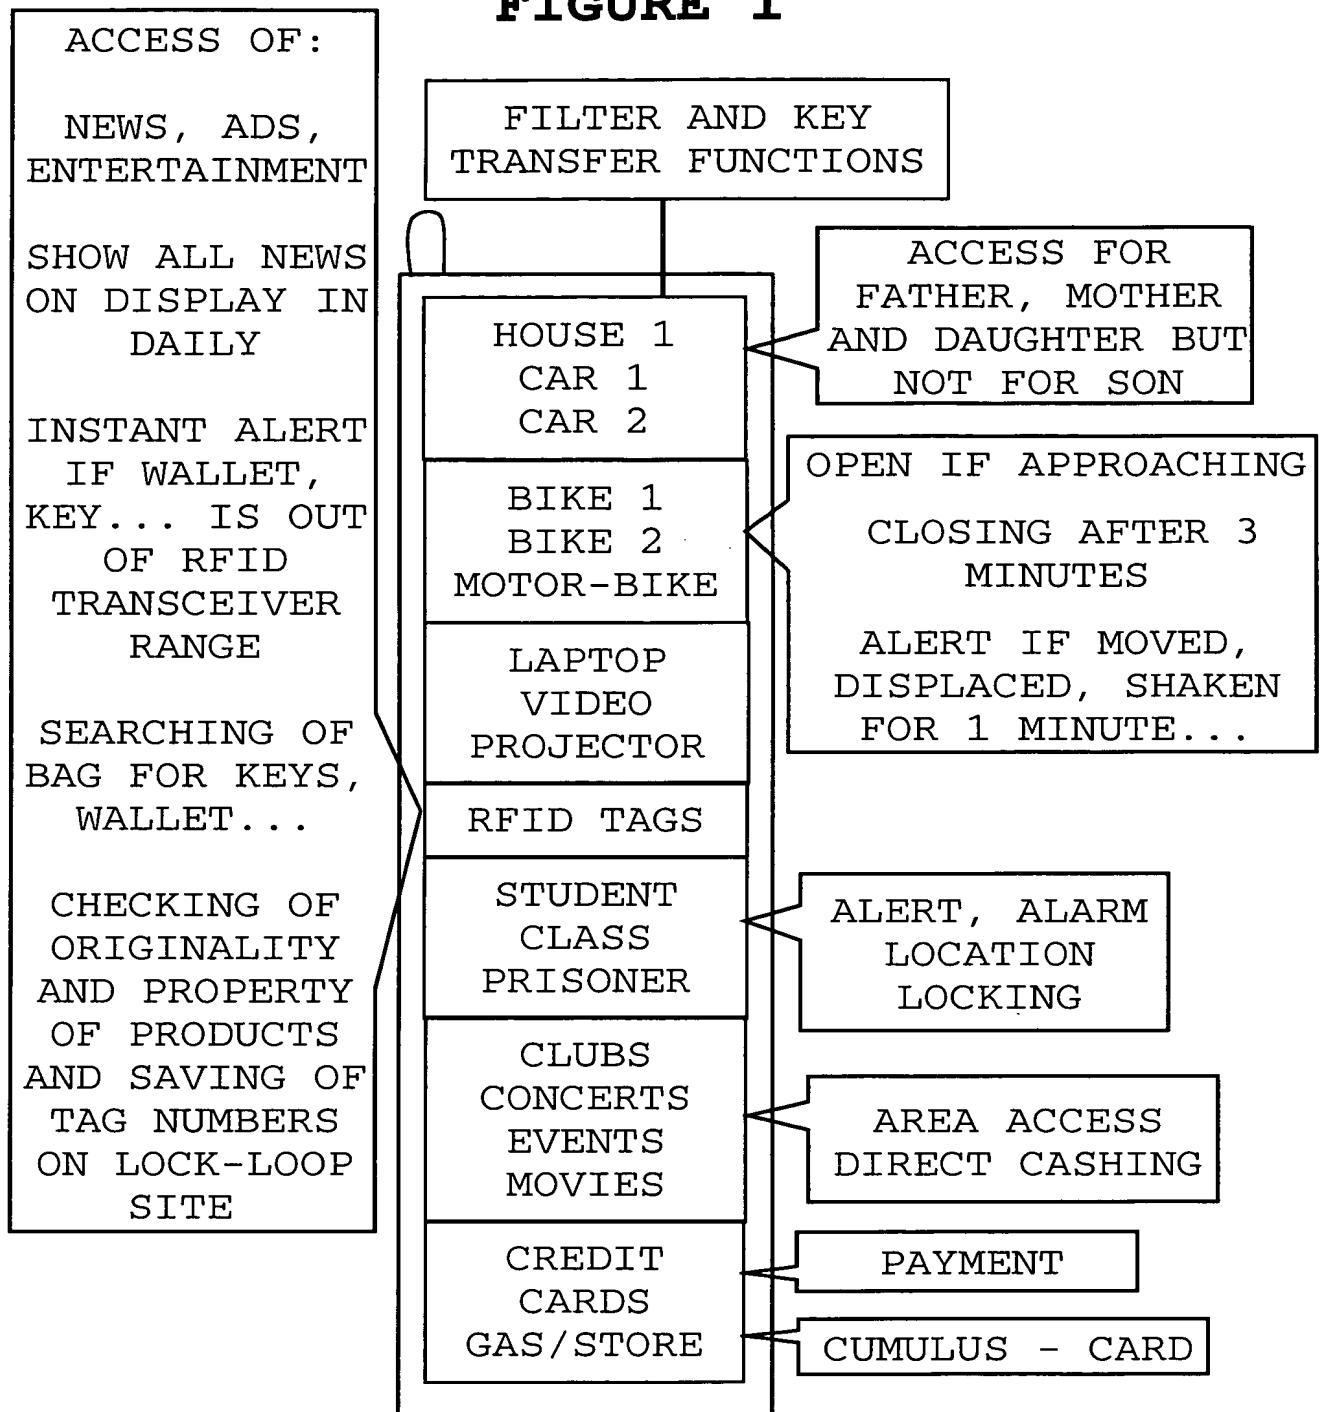 FIGURE 1
ACCESS OF:
NEWS, ADS,
ENTERTAINMENT
SHOW ALL NEWS
ON DISPLAY IN
DAILY
INSTANT ALERT
IF WALLET,
KEY... IS OUT
OF RFID
TRANSCEIVER
RANGE
SEARCHING OF
BAG FOR KEYS,
WALLET...
CHECKING OF
ORIGINALITY
AND PROPERTY
OF PRODUCTS
AND SAVING OF
TAG NUMBERS
ON LOCK-LOOP
SITE
FILTER AND KEY
TRANSFER FUNCTIONS
HOUSE 1
CAR 1
CAR 2
BIKE 1
BIKE 2
MOTOR-BIKE
LAPTOP
VIDEO
PROJECTOR
RFID TAGS
STUDENT
CLASS
PRISONER
CLUBS
CONCERTS
EVENTS
MOVIES
CREDIT
CARDS
GAS/STORE
ACCESS FOR
FATHER, MOTHER
AND DAUGHTER BUT
NOT FOR SON
OPEN IF APPROACHING
CLOSING AFTER 3
MINUTES
ALERT IF MOVED,
DISPLACED, SHAKEN
FOR 1 MINUTE...
ALERT, ALARM
LOCATION
LOCKING
AREA ACCESS
DIRECT CASHING
PAYMENT
CUMULUS - CARD